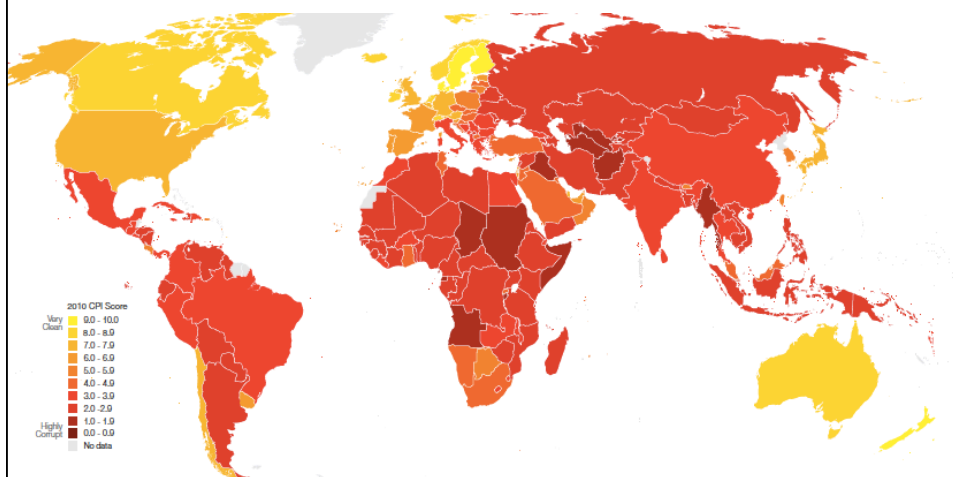 2010 CPI Score
Very
Clean
9.0 - 10.0
8.0 - 8.9
7.0 - 7.9
6.0 - 6.9
5.0 - 5.9
4.0 - 4.9
3.0 - 3.9
2.0 -2.9
1.0 - 1.9
Highly
Corrupt
0.0 - 0.9
No data